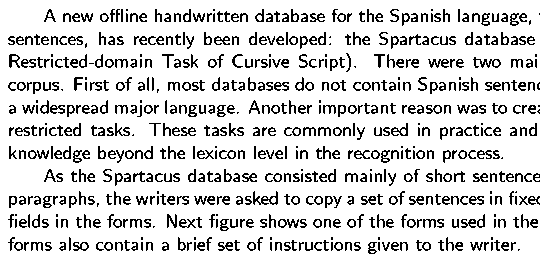 A new offline handwritten database for the Spanish language,
sentences, has recently been developed: the Spartacus database
Restricted-domain Task of Cursive Script). There were two
corpus. First of all, most databases do not contain Spanish
a widespread major language. Another important reason was to
restricted tasks. These tasks are commonly used in practice and
knowledge beyond the lexicon level in the recognition process.
As the Spartacus database consisted mainly of short
paragraphs, the writers were asked to copy a set of sentences in
fields in the forms. Next figure shows one of the forms used in the
forms also contain a brief set of instructions given to the writer.